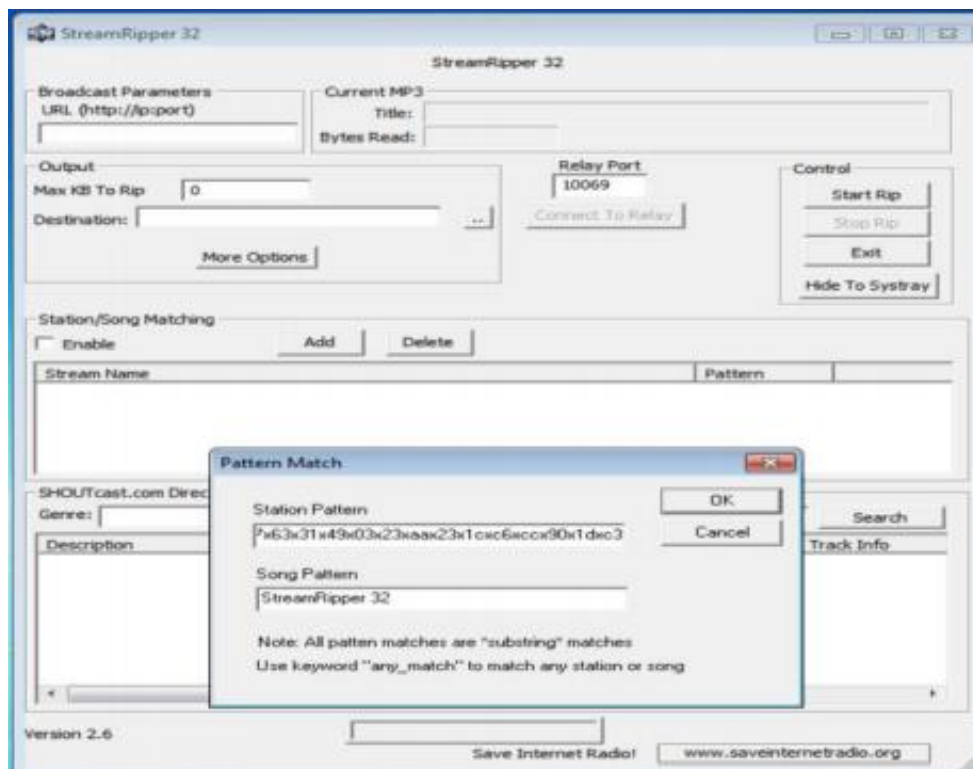 StreamRipper 32
StreamRipper 32
Broadcast Parameters
URL (http://ip:port)
Current MP3
Title:
Bytes Read:
Output
Max KB To Rip 0
Destination: ..
More Options
Relay Port
10069
Connect To Relay
Control
Start Rip
Stop Rip
Exit
Hide To Systray
Station/Song Matching
Enable Add Delete
Stream Name Pattern
Pattern Match
Station Pattern
x63x31x49x03x23xaax23x1cxc6xccx90x1dxc3
Song Pattern
StreamRipper 32
Note: All patten matches are "substring" matches
Use keyword "any_match" to match any station or song
OK
Cancel
SHOUTcast.com Direc
Genre: Search
Description Track Info
Version 2.6
Save Internet Radio! www.saveinternetradio.org